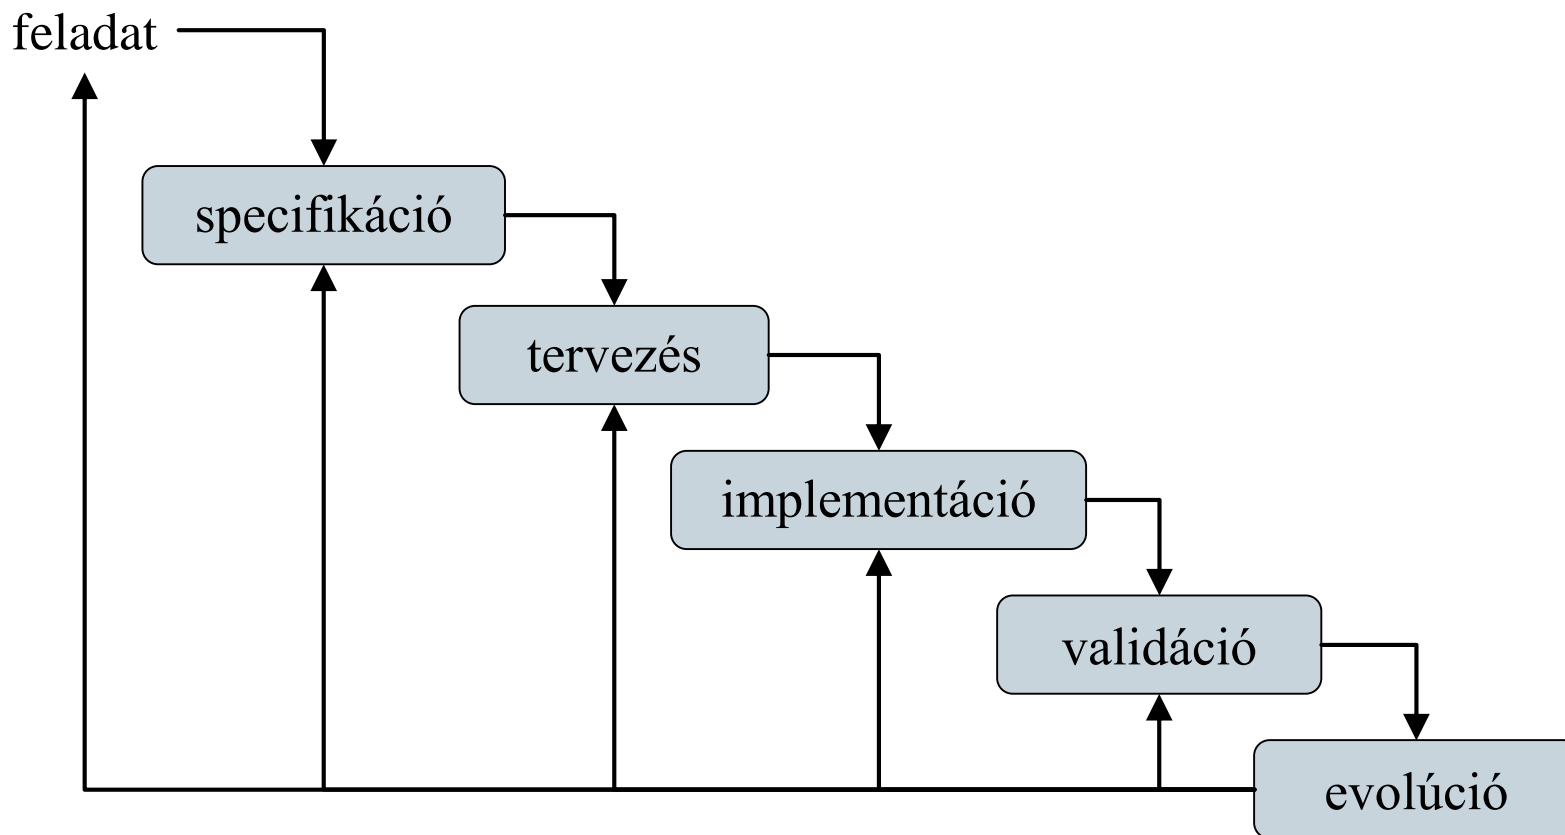 feladat
specifikáció
tervezés
implementáció
validáció
evolúció